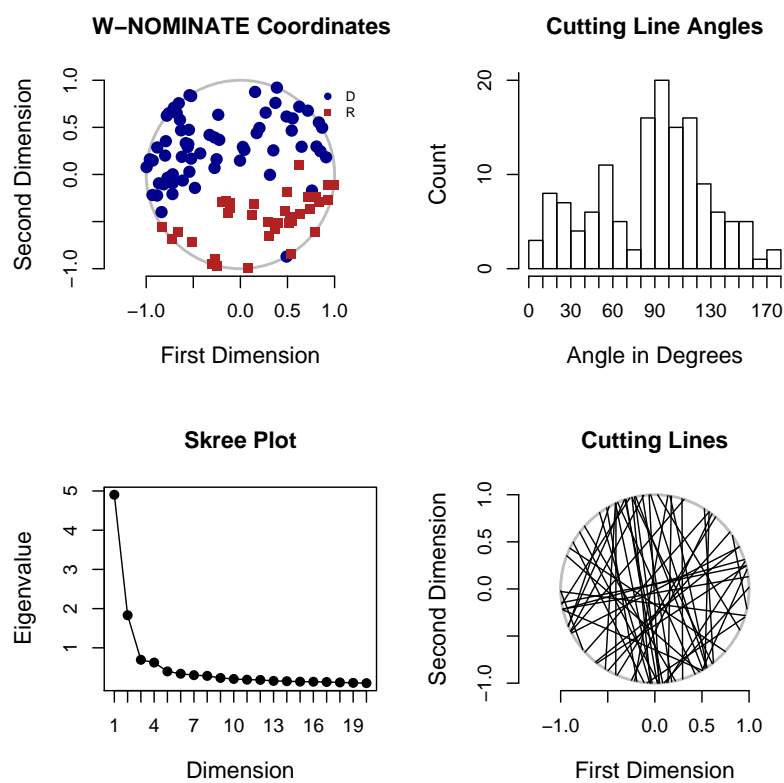 W−NOMINATE Coordinates
Second Dimension
1.0
0.5
0.0
−1.0
D
R
−1.0 0.0 0.5 1.0
First Dimension
Cutting Line Angles
Count
20
10
0
0 30 60 90 130 170
Angle in Degrees
Skree Plot
Eigenvalue
5
4
3
2
1
1 4 7 10 13 16 19
Dimension
Cutting Lines
Second Dimension
1.0
0.5
0.0
−1.0
−1.0 0.0 0.5 1.0
First Dimension